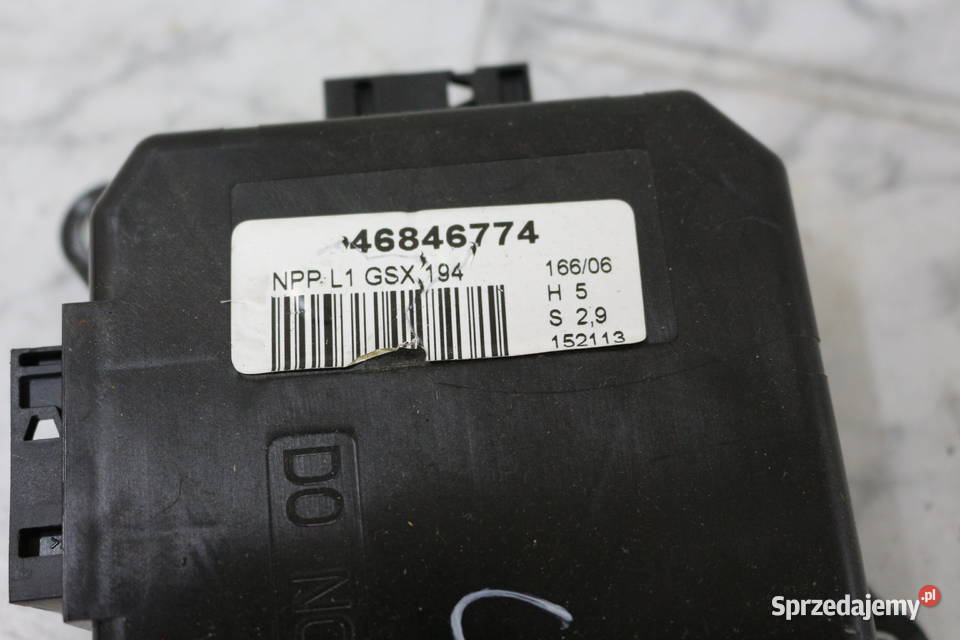 46846774
NPP L1 GSX 194
166/06
H 5
S 2,9
152113
DO
Sprzedajemy.pl